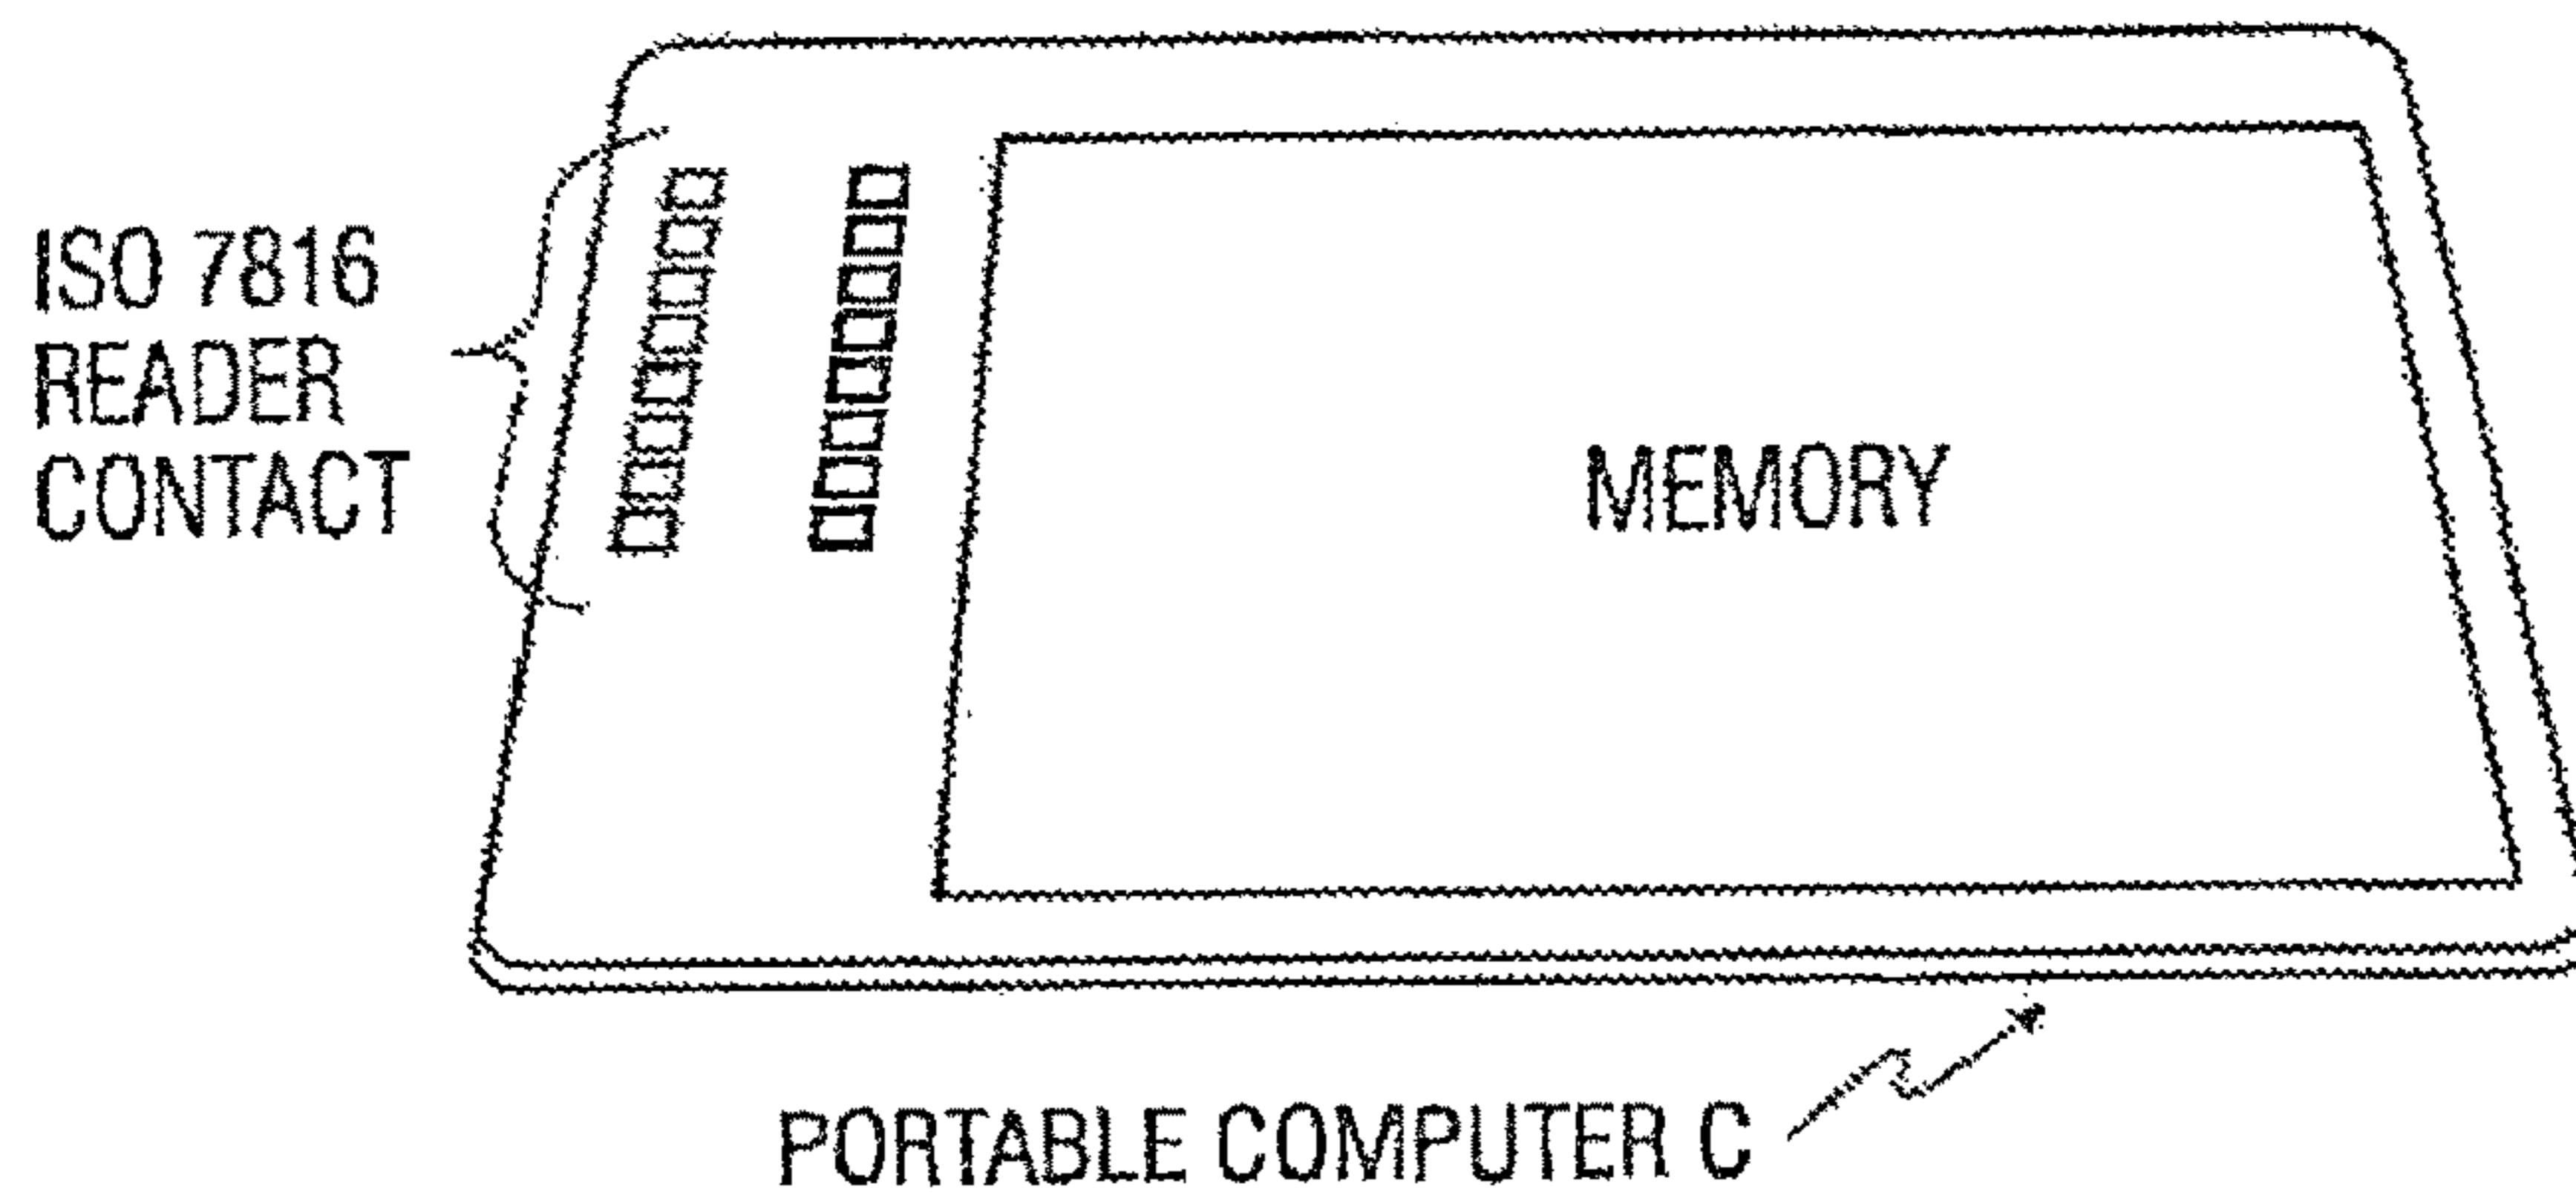 ISO 7816
READER
CONTACT
MEMORY
PORTABLE COMPUTER C